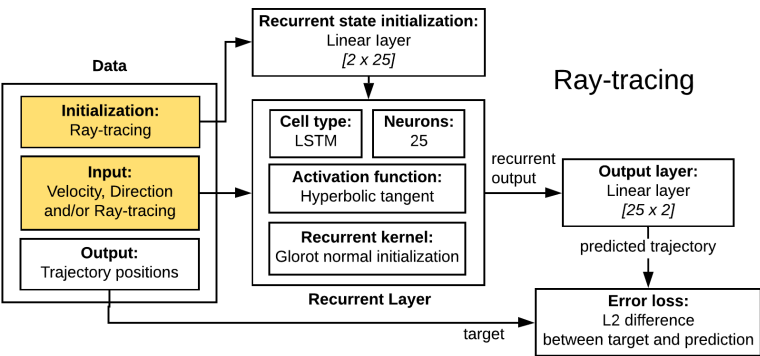 Recurrent state initialization:
Linear layer
[2 x 25]
Data
Ray-tracing
Initialization:
Ray-tracing
Input:
Velocity, Direction
and/or Ray-tracing
Output:
Trajectory positions
Cell type:
LSTM
Neurons:
25
Activation function:
Hyperbolic tangent
Recurrent kernel:
Glorot normal initialization
Recurrent Layer
recurrent
output
Output layer:
Linear layer
[25 x 2]
predicted trajectory
Error loss:
L2 difference
between target and prediction
target